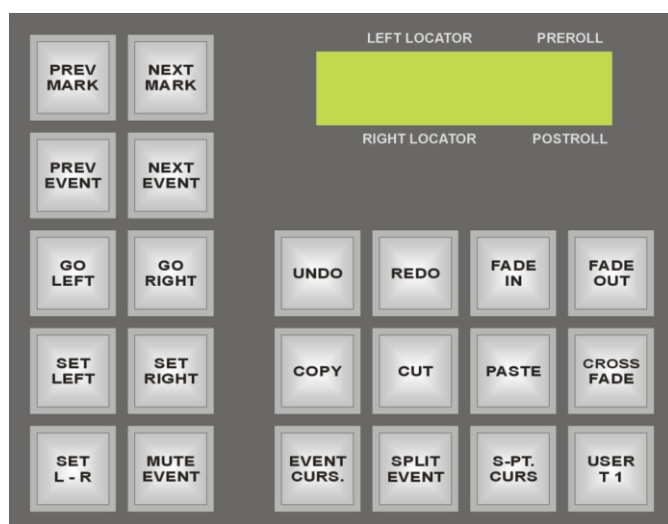 LEFT LOCATOR PREROLL
PREV MARK
NEXT MARK
RIGHT LOCATOR POSTROLL
PREV EVENT
NEXT EVENT
GO LEFT
GO RIGHT
UNDO
REDO
FADE IN
FADE OUT
SET LEFT
SET RIGHT
COPY
CUT
PASTE
CROSS FADE
SET L - R
MUTE EVENT
EVENT CURS.
SPLIT EVENT
S-PT. CURS
USER T 1